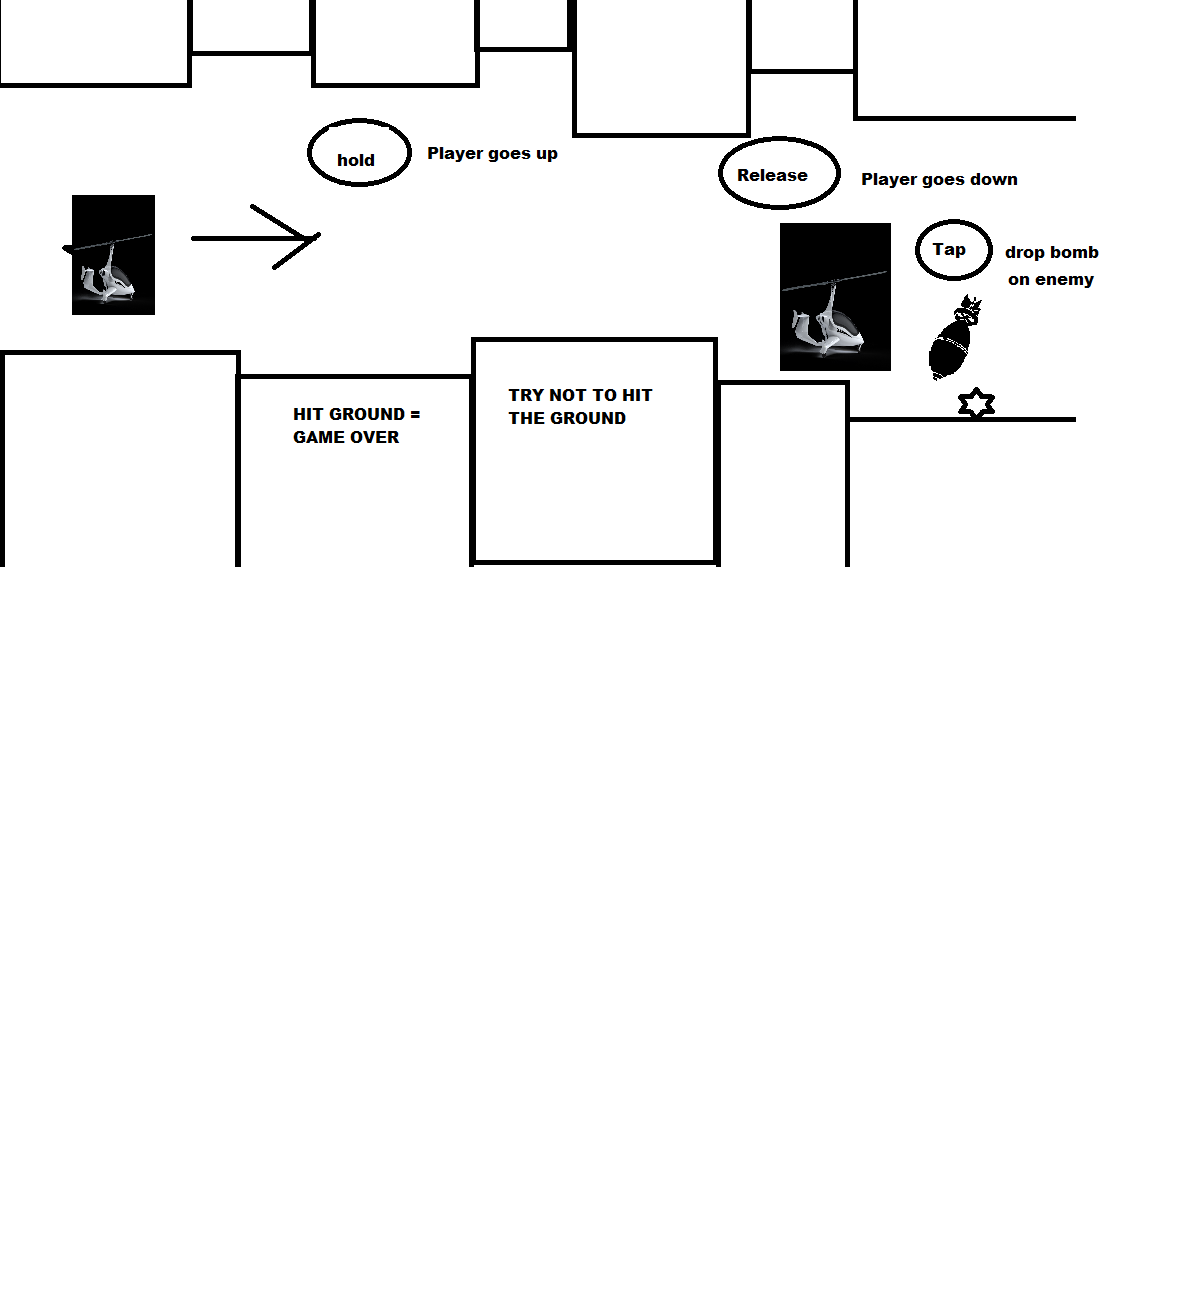 hold
Player goes up
Release
Player goes down
Tap
drop bomb
on enemy
HIT GROUND =
GAME OVER
TRY NOT TO HIT
THE GROUND